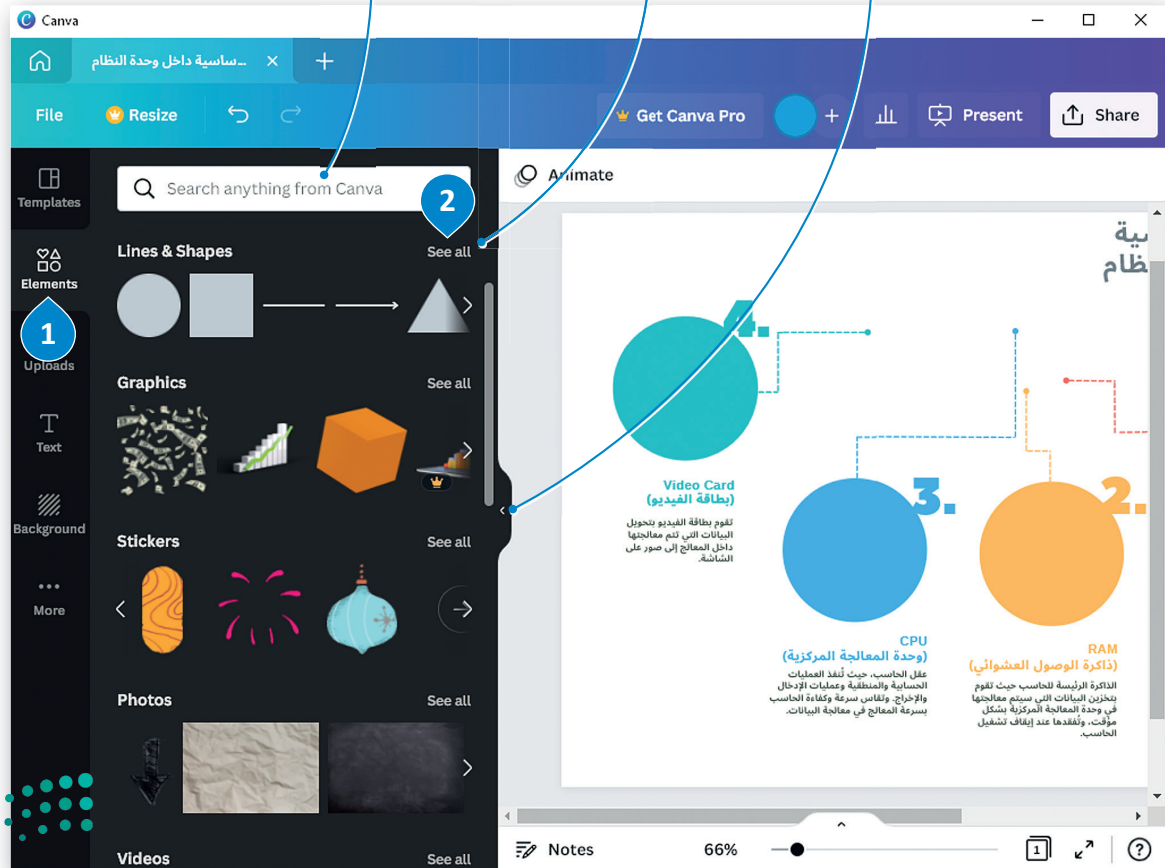 Canva
ـساسية داخل وحدة النظام
File
Resize
Get Canva Pro
Present
Share
Templates
Elements
1
Uploads
Text
Background
More
Search anything from Canva
2
Lines & Shapes
See all
Graphics
See all
Stickers
See all
Photos
See all
Videos
See all
Animate
سية
ظام
4.
Video Card
(بطاقة الفيديو)
تقوم بطاقة الفيديو بتحويل
البيانات التي تتم معالجتها
داخل المعالج إلى صور على
الشاشة.
3.
CPU
(وحدة المعالجة المركزية)
عقل الحاسب، حيث تُنفذ العمليات
الحسابية والمنطقية وعمليات الإدخال
والإخراج. وتقاس سرعة وكفاءة الحاسب
بسرعة المعالج في معالجة البيانات.
2.
RAM
(ذاكرة الوصول العشوائي)
الذاكرة الرئيسة للحاسب حيث تقوم
بتخزين البيانات التي سيتم معالجتها
في وحدة المعالجة المركزية بشكل
مؤقت، وتُفقدها عند إيقاف تشغيل
الحاسب.
Notes
66%
1